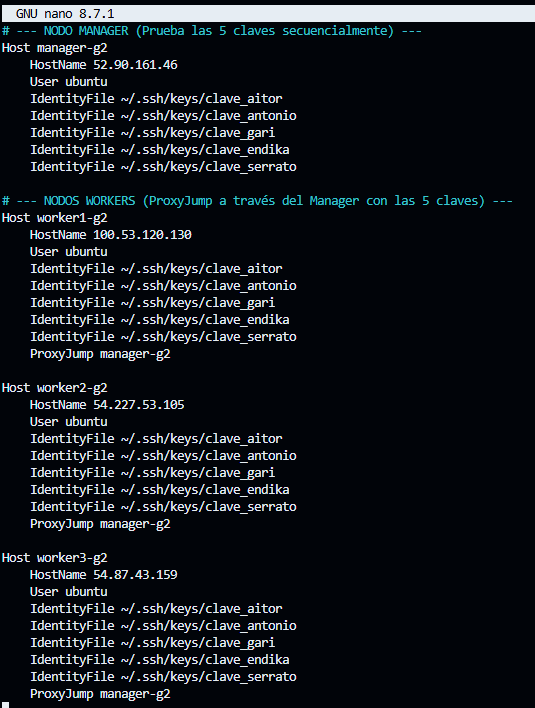 GNU nano 8.7.1
# --- NODO MANAGER (Prueba las 5 claves secuencialmente) ---
Host manager-g2
    HostName 52.90.161.46
    User ubuntu
    IdentityFile ~/.ssh/keys/clave_aitor
    IdentityFile ~/.ssh/keys/clave_antonio
    IdentityFile ~/.ssh/keys/clave_gari
    IdentityFile ~/.ssh/keys/clave_endika
    IdentityFile ~/.ssh/keys/clave_serrato

# --- NODOS WORKERS (ProxyJump a través del Manager con las 5 claves) ---
Host worker1-g2
    HostName 100.53.120.130
    User ubuntu
    IdentityFile ~/.ssh/keys/clave_aitor
    IdentityFile ~/.ssh/keys/clave_antonio
    IdentityFile ~/.ssh/keys/clave_gari
    IdentityFile ~/.ssh/keys/clave_endika
    IdentityFile ~/.ssh/keys/clave_serrato
    ProxyJump manager-g2

Host worker2-g2
    HostName 54.227.53.105
    User ubuntu
    IdentityFile ~/.ssh/keys/clave_aitor
    IdentityFile ~/.ssh/keys/clave_antonio
    IdentityFile ~/.ssh/keys/clave_gari
    IdentityFile ~/.ssh/keys/clave_endika
    IdentityFile ~/.ssh/keys/clave_serrato
    ProxyJump manager-g2

Host worker3-g2
    HostName 54.87.43.159
    User ubuntu
    IdentityFile ~/.ssh/keys/clave_aitor
    IdentityFile ~/.ssh/keys/clave_antonio
    IdentityFile ~/.ssh/keys/clave_gari
    IdentityFile ~/.ssh/keys/clave_endika
    IdentityFile ~/.ssh/keys/clave_serrato
    ProxyJump manager-g2